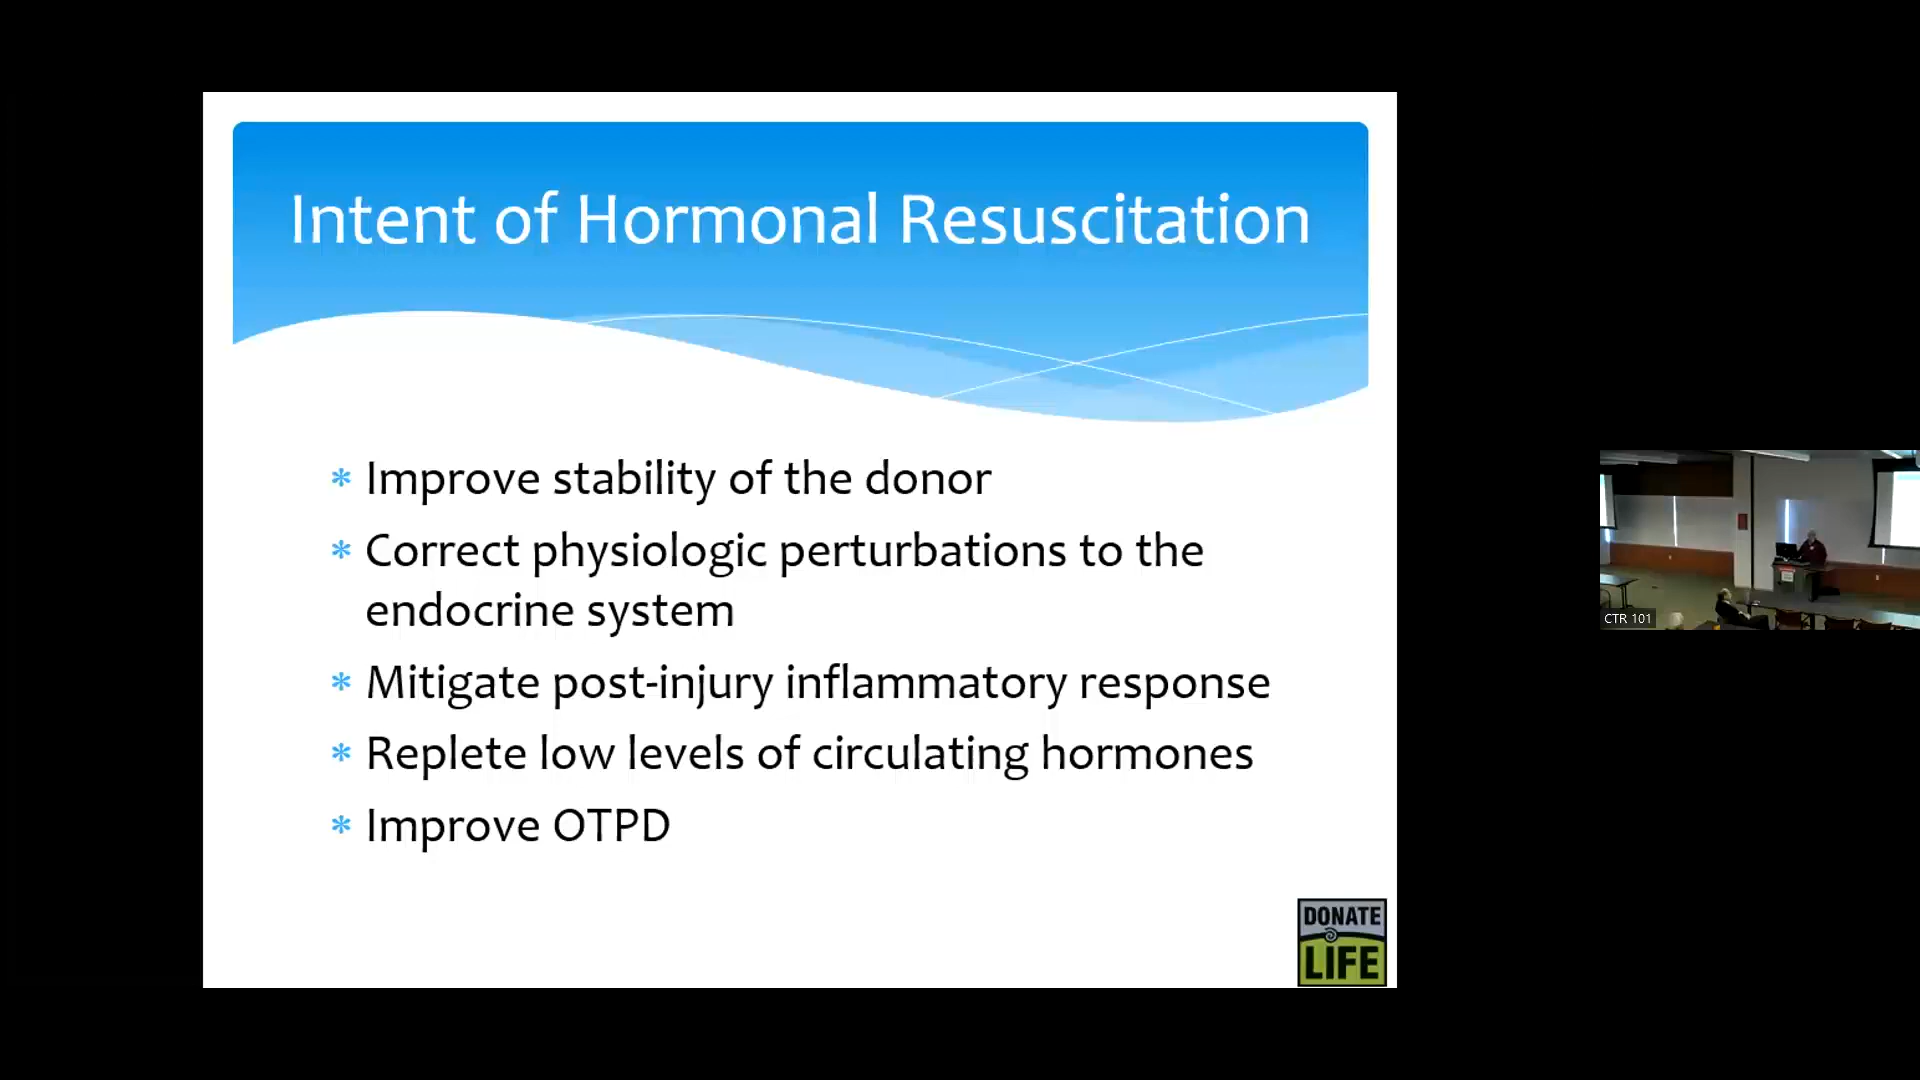 Intent of Hormonal Resuscitation
* Improve stability of the donor
* Correct physiologic perturbations to the
endocrine system
* Mitigate post-injury inflammatory response
* Replete low levels of circulating hormones
* Improve OTPD
DONATE
LIFE
CTR 101